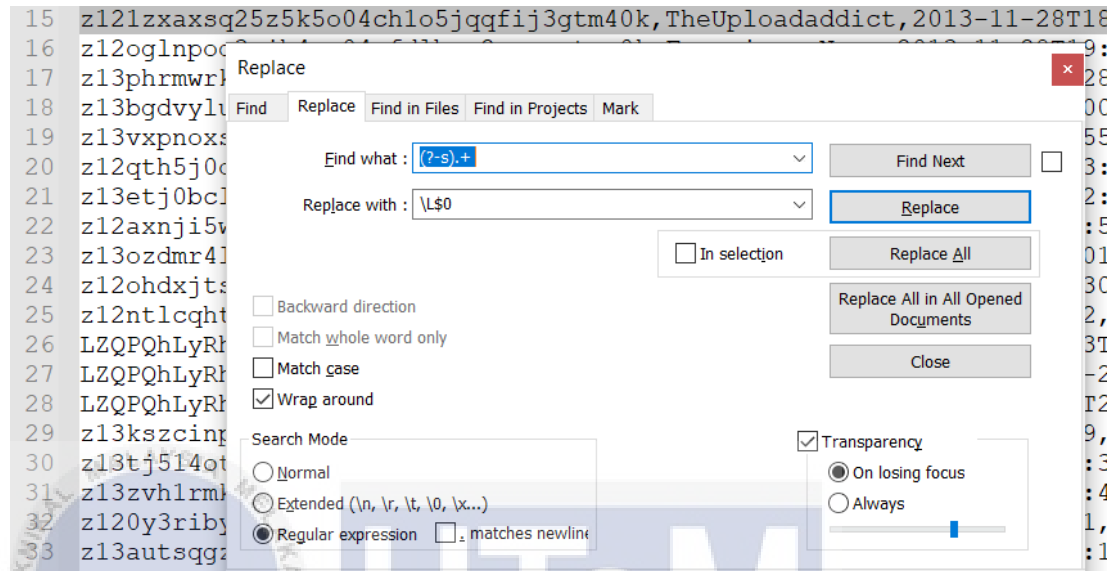 15 z121zxaxsq25z5k5o04ch1o5jqqfij3gtm40k,TheUploadaddict,2013-11-28T18
16 z12oglnpoq
17 z13phrmwrk
18 z13bgdvylu
19 z13vxpnoxs
20 z12qth5j0c
21 z13etj0bcl
22 z12axnji5w
23 z13ozdmr4l
24 z12ohdxjts
25 z12ntlcqht
26 LZQPQhLyRh
27 LZQPQhLyRh
28 LZQPQhLyRh
29 z13kszcinp
30 z13tj514ot
31 z13zvh1rmk
32 z120y3riby
33 z13autsqgz
Replace
x
Find Replace Find in Files Find in Projects Mark
Find what : (?-s).+
Find Next
Replace with : \L$0
Replace
In selection
Replace All
Backward direction
Replace All in All Opened
Documents
Match whole word only
Match case
Close
Wrap around
Search Mode
Transparency
Normal
On losing focus
Extended (\n, \r, \t, \0, \x...)
Always
Regular expression . matches newline